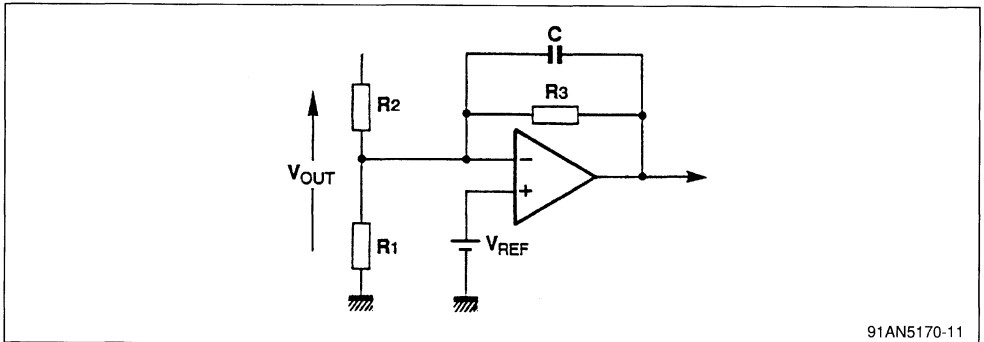 C
R3
R2
VOUT
−
+
R1
VREF
91AN5170-11